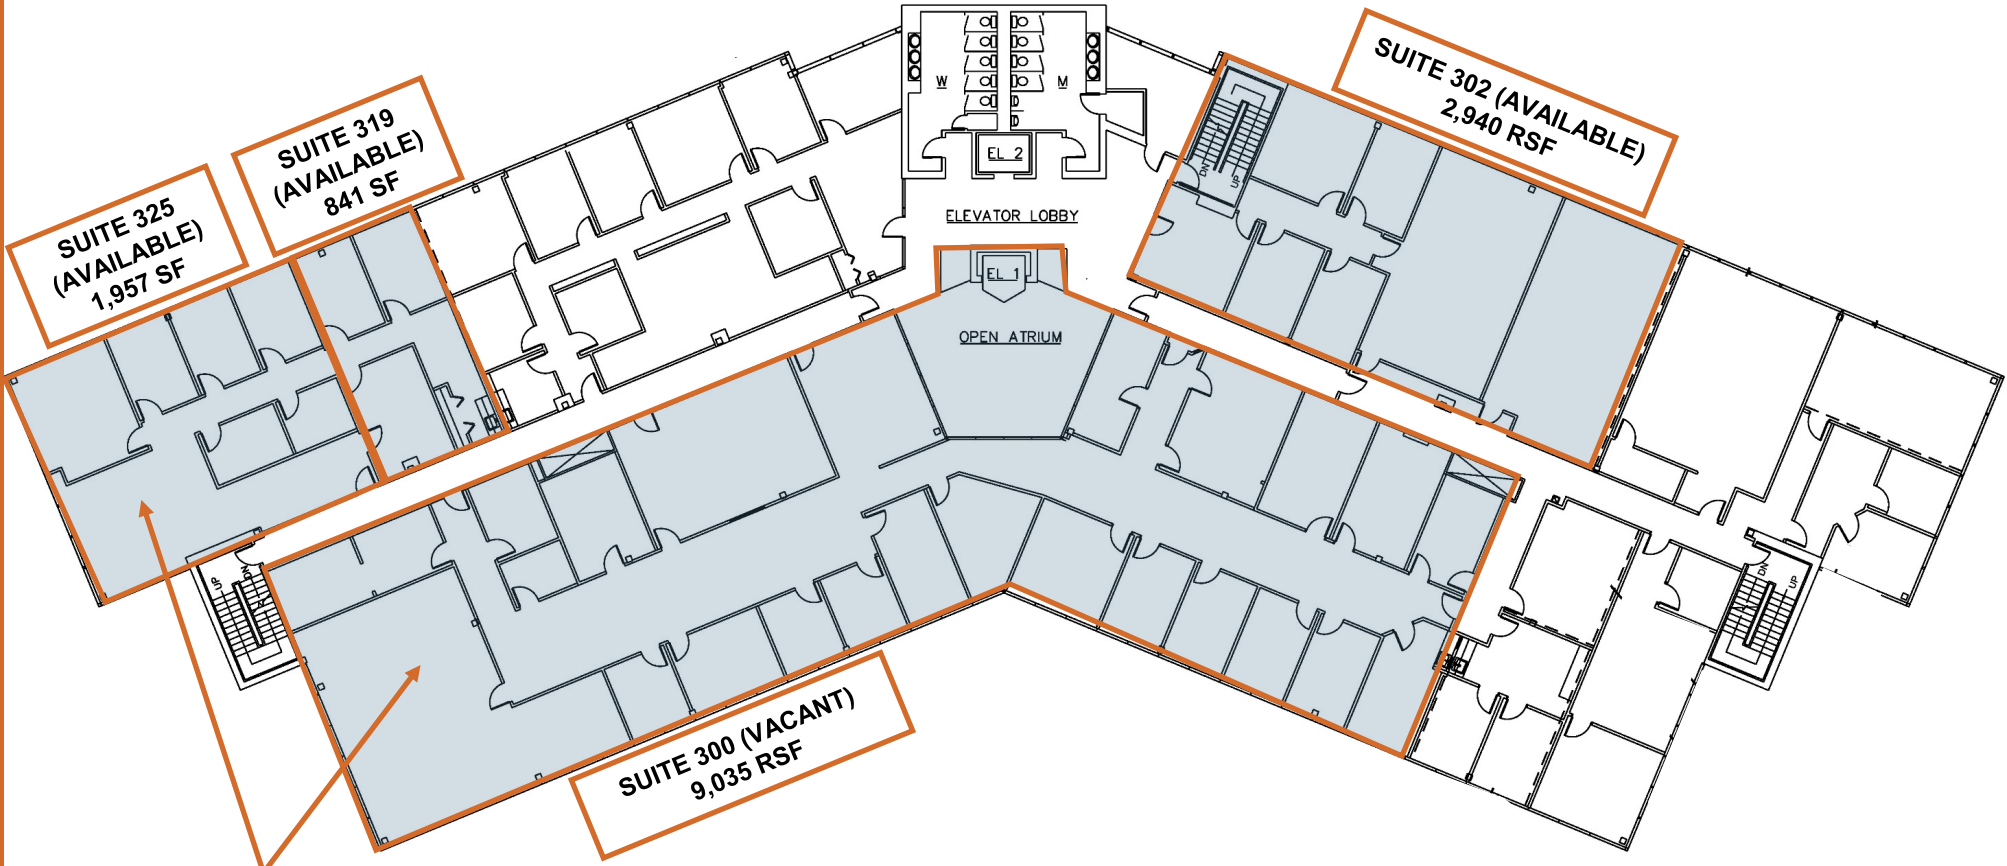 SUITE 325
(AVAILABLE)
1,957 SF
SUITE 319
(AVAILABLE)
841 SF
W
M
EL 2
ELEVATOR LOBBY
EL 1
OPEN ATRIUM
SUITE 302 (AVAILABLE)
2,940 RSF
DN
UP
UP
DN
DN
UP
SUITE 300 (VACANT)
9,035 RSF